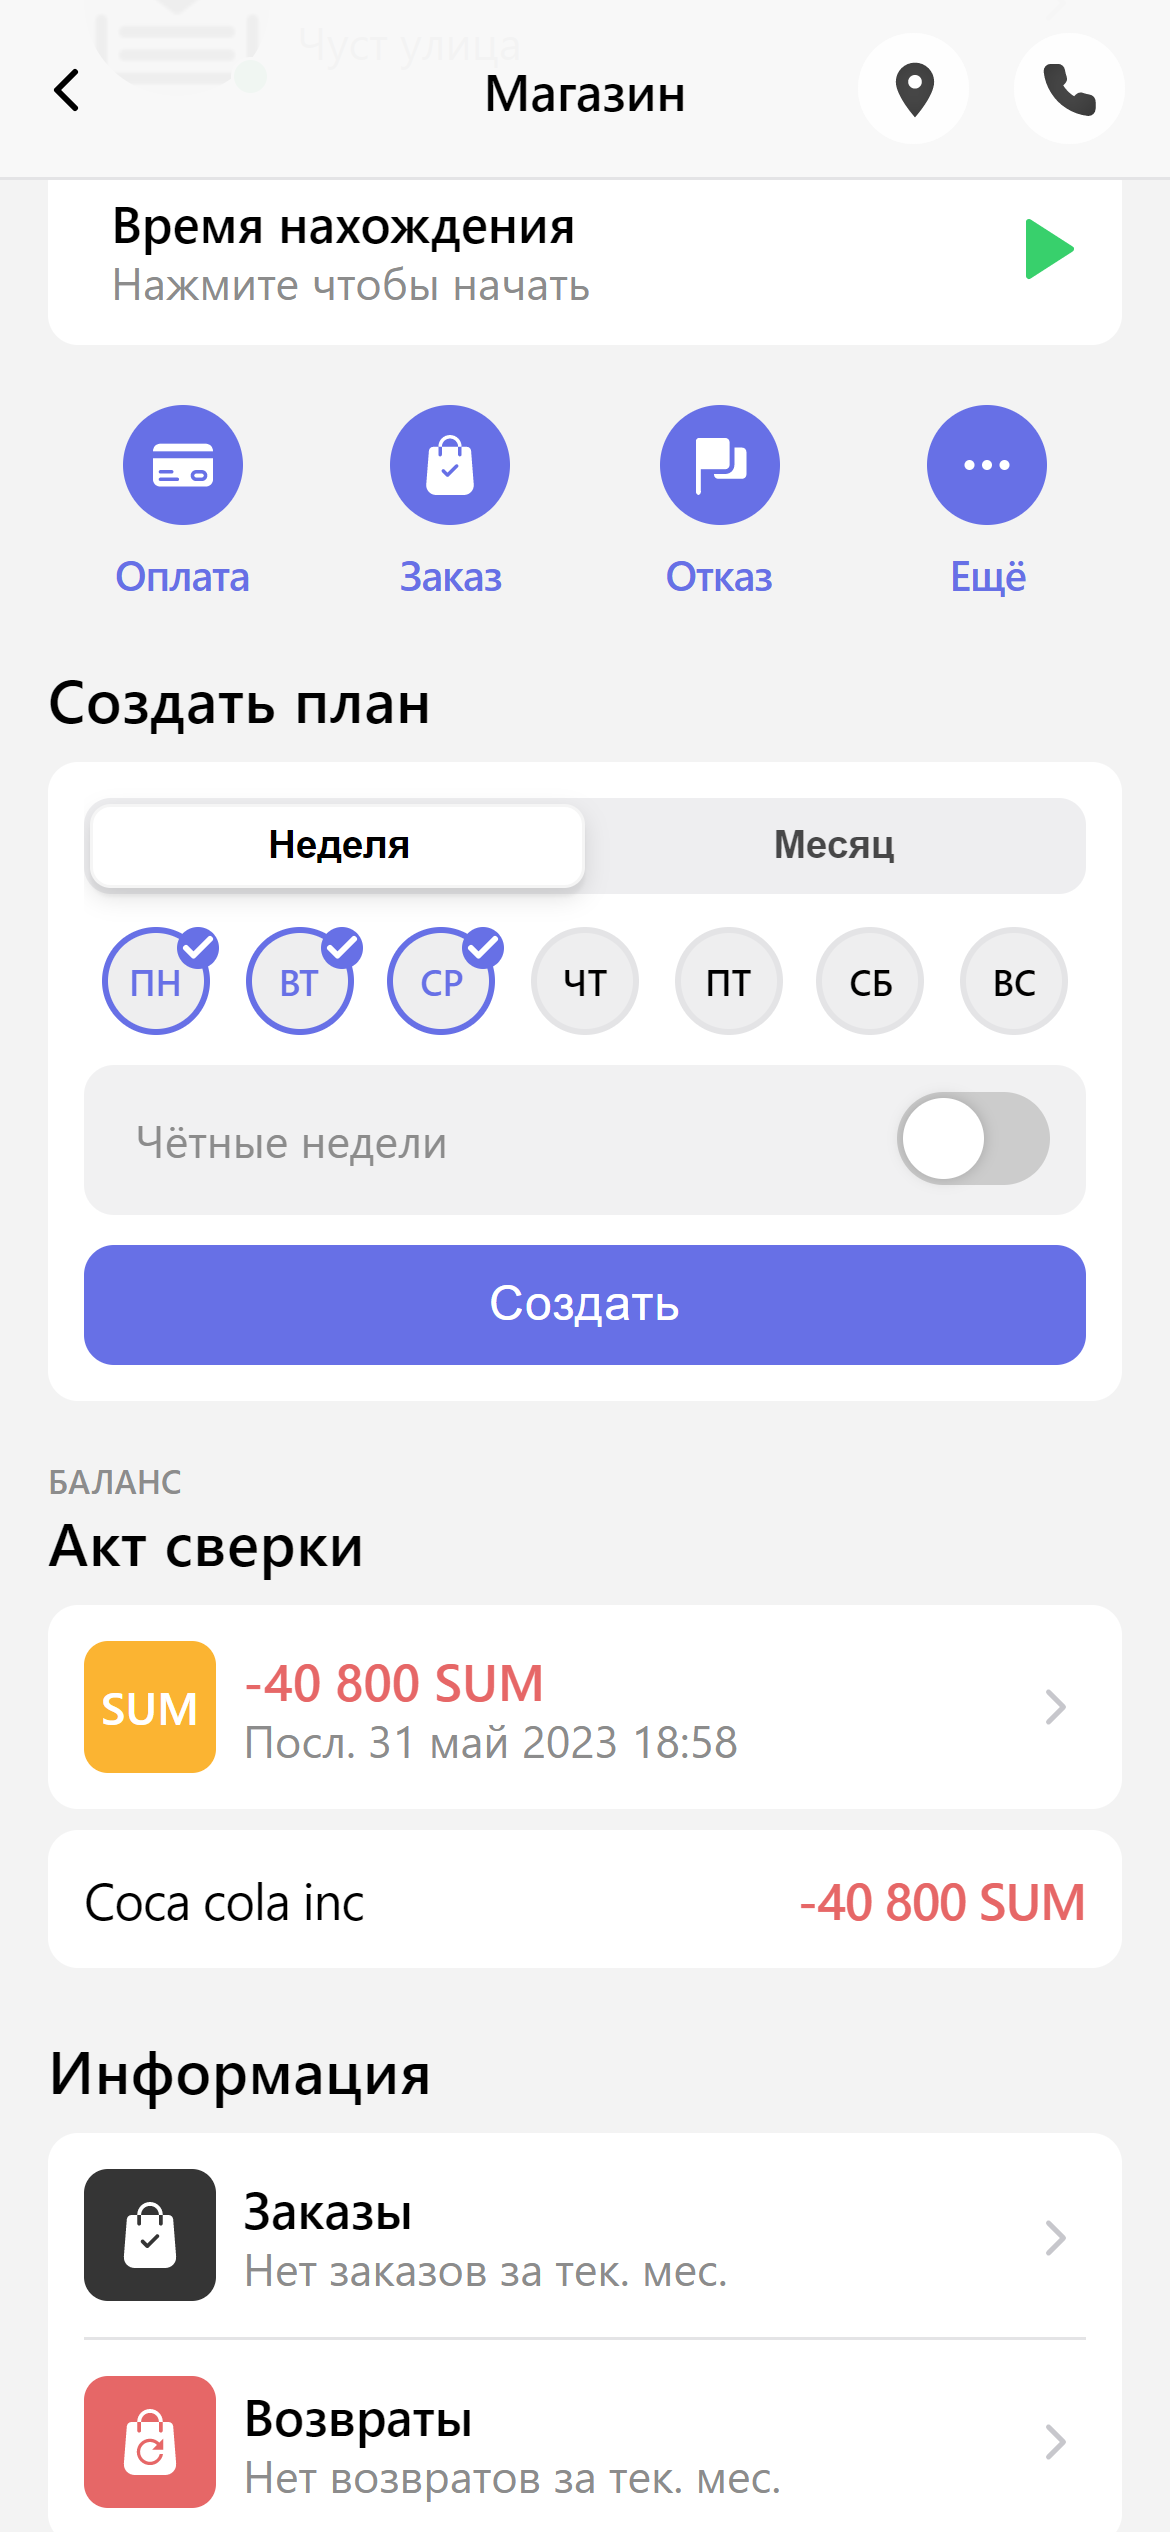 Чуст улица
Магазин
Время нахождения
Нажмите чтобы начать
Оплата
Заказ
Отказ
Ещё
Создать план
Неделя
Месяц
ПН
ВТ
СР
ЧТ
ПТ
СБ
ВС
Чётные недели
Создать
БАЛАНС
Акт сверки
SUM
-40 800 SUM
Посл. 31 май 2023 18:58
Coca cola inc
-40 800 SUM
Информация
Заказы
Нет заказов за тек. мес.
Возвраты
Нет возвратов за тек. мес.